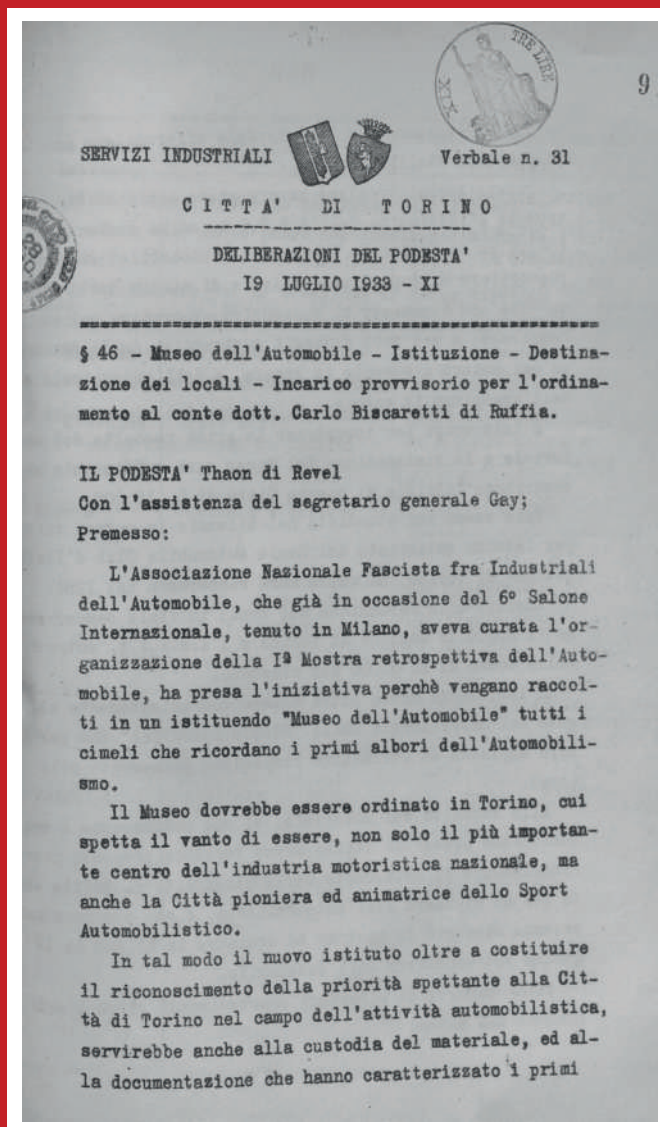 TRE LIRE
XIX
9
SERVIZI INDUSTRIALI Verbale n. 31
CITTA' DI TORINO
DELIBERAZIONI DEL PODESTA'
I9 LUGLIO I933 - XI
§ 46 - Museo dell'Automobile - Istituzione - Destina-
zione dei locali - Incarico provvisorio per l'ordina-
mento al conte dott. Carlo Biscaretti di Ruffia.
IL PODESTA' Thaon di Revel
Con l'assistenza del segretario generale Gay;
Premesso:
L'Associazione Nazionale Fascista fra Industriali
dell'Automobile, che già in occasione del 6º Salone
Internazionale, tenuto in Milano, aveva curata l'or-
ganizzazione della Iª Mostra retrospettiva dell'Auto-
mobile, ha presa l'iniziativa perchè vengano raccol-
ti in un istituendo "Museo dell'Automobile" tutti i
cimeli che ricordano i primi albori dell'Automobili-
smo.
Il Museo dovrebbe essere ordinato in Torino, cui
spetta il vanto di essere, non solo il più importan-
te centro dell'industria motoristica nazionale, ma
anche la Città pioniera ed animatrice dello Sport
Automobilistico.
In tal modo il nuovo istituto oltre a costituire
il riconoscimento della priorità spettante alla Cit-
tà di Torino nel campo dell'attività automobilistica,
servirebbe anche alla custodia del materiale, ed al-
la documentazione che hanno caratterizzato i primi